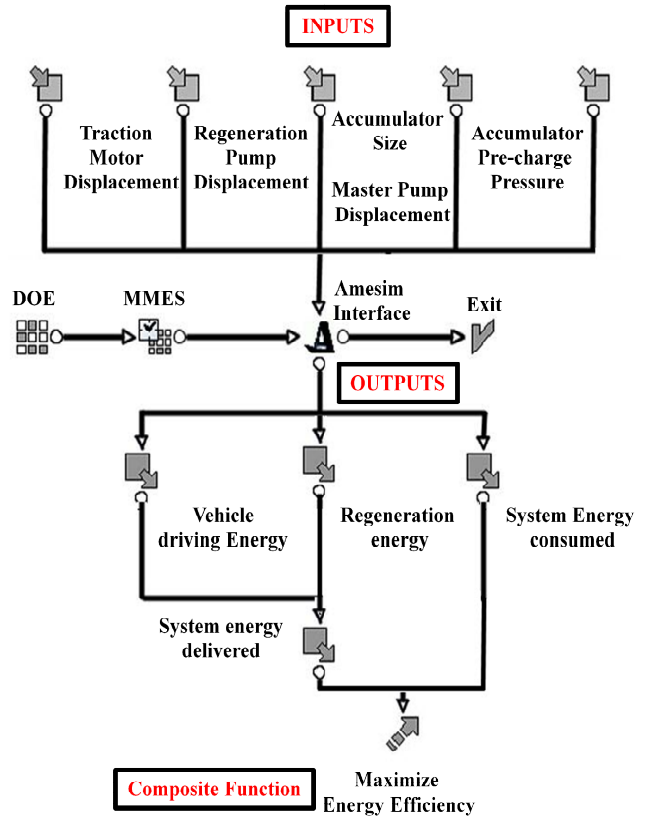 INPUTS
Traction
Motor
Displacement
Regeneration
Pump
Displacement
Accumulator
Size
Master Pump
Displacement
Accumulator
Pre-charge
Pressure
DOE
MMES
Amesim
Interface
Exit
OUTPUTS
Vehicle
driving Energy
Regeneration
energy
System Energy
consumed
System energy
delivered
Composite Function
Maximize
Energy Efficiency